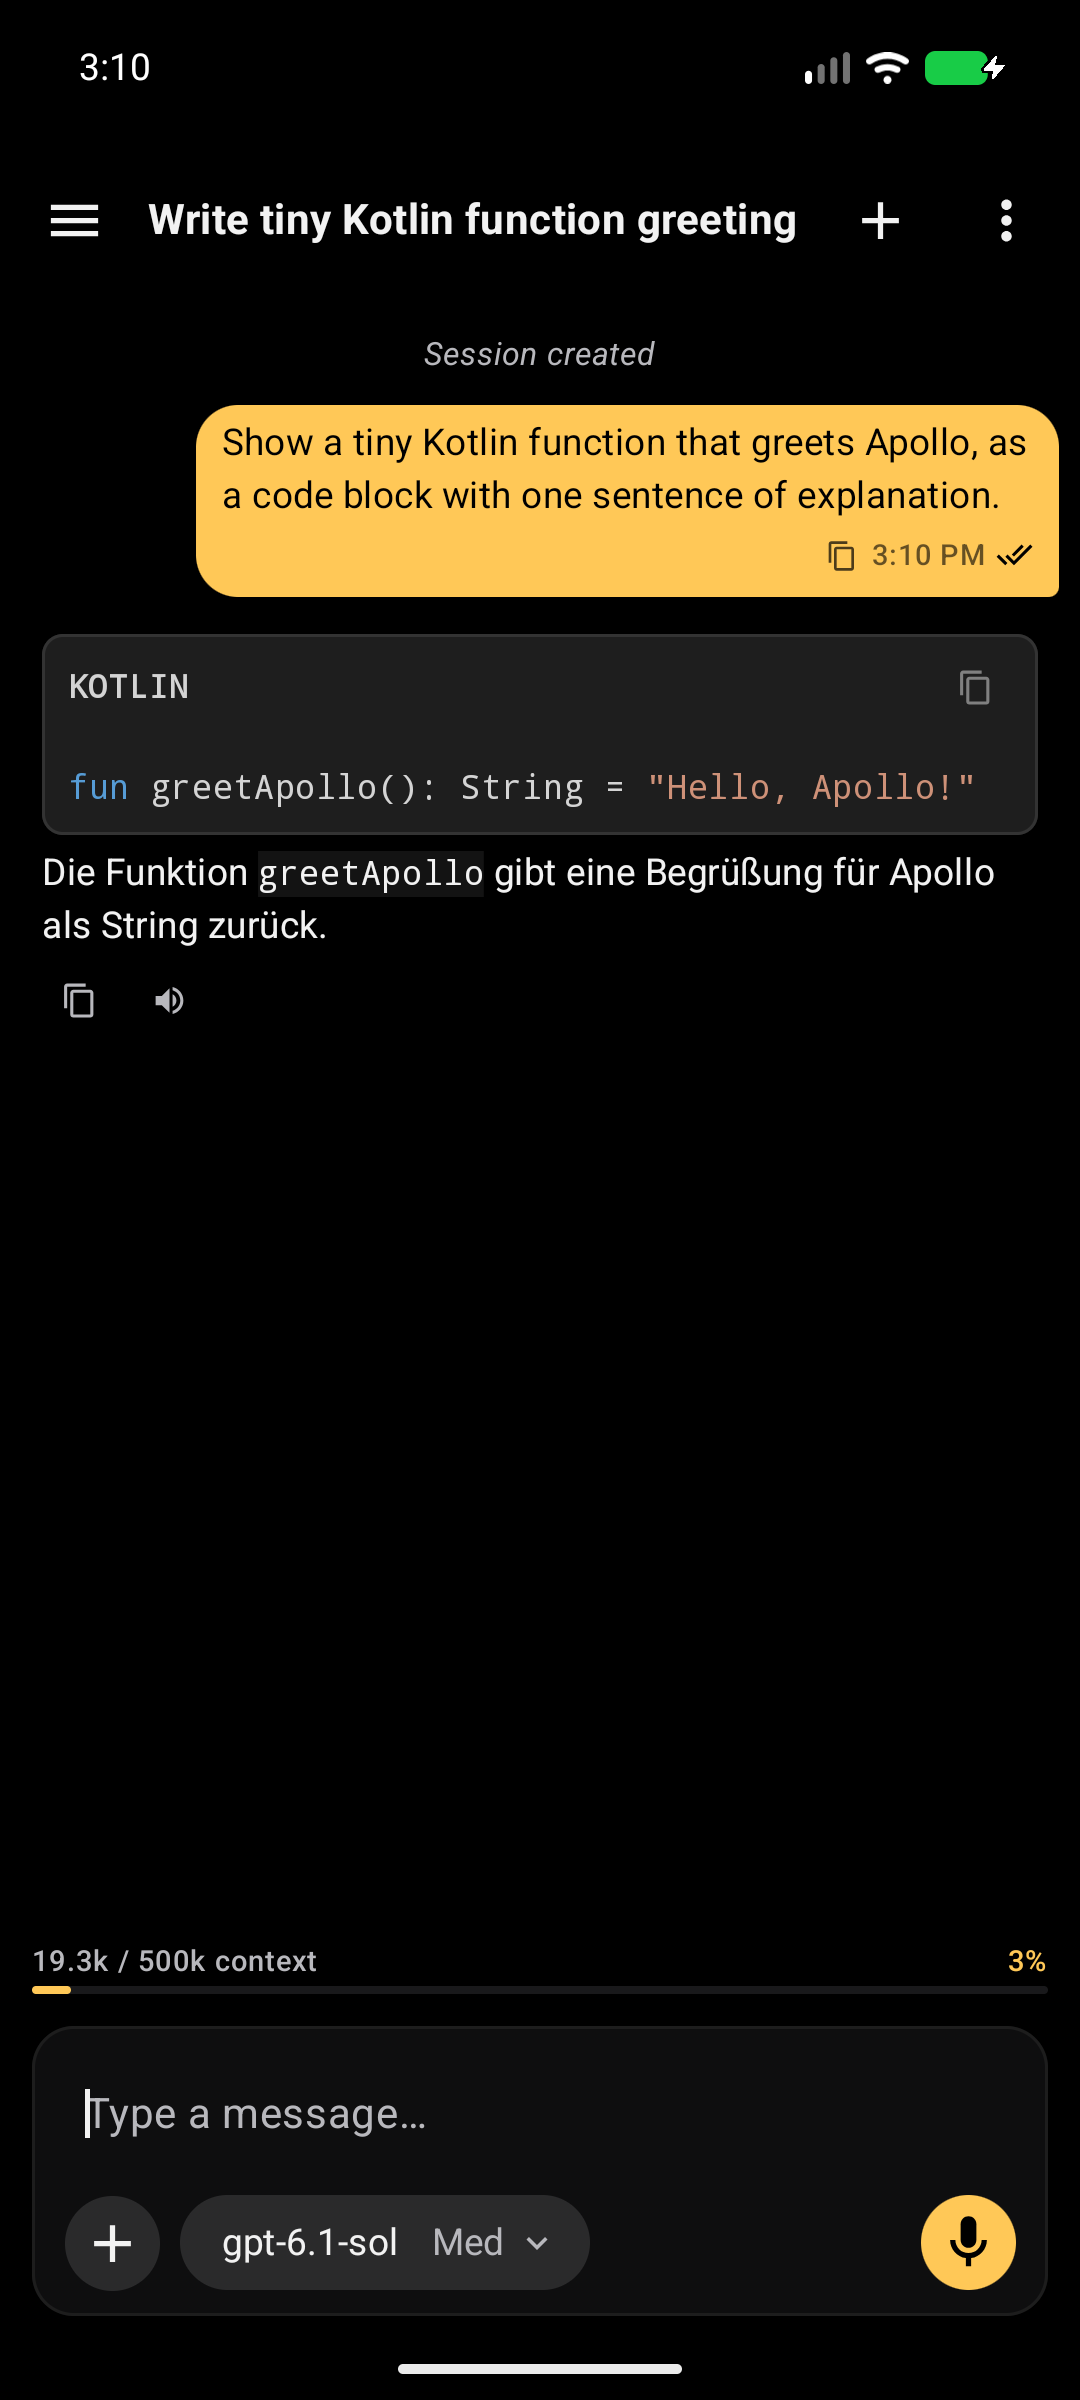 3:10
Write tiny Kotlin function greeting
Session created
Show a tiny Kotlin function that greets Apollo, as
a code block with one sentence of explanation.
3:10 PM
KOTLIN
fun greetApollo(): String = "Hello, Apollo!"
Die Funktion greetApollo gibt eine Begrüßung für Apollo
als String zurück.
19.3k / 500k context 3%
Type a message…
gpt-6.1-sol Med